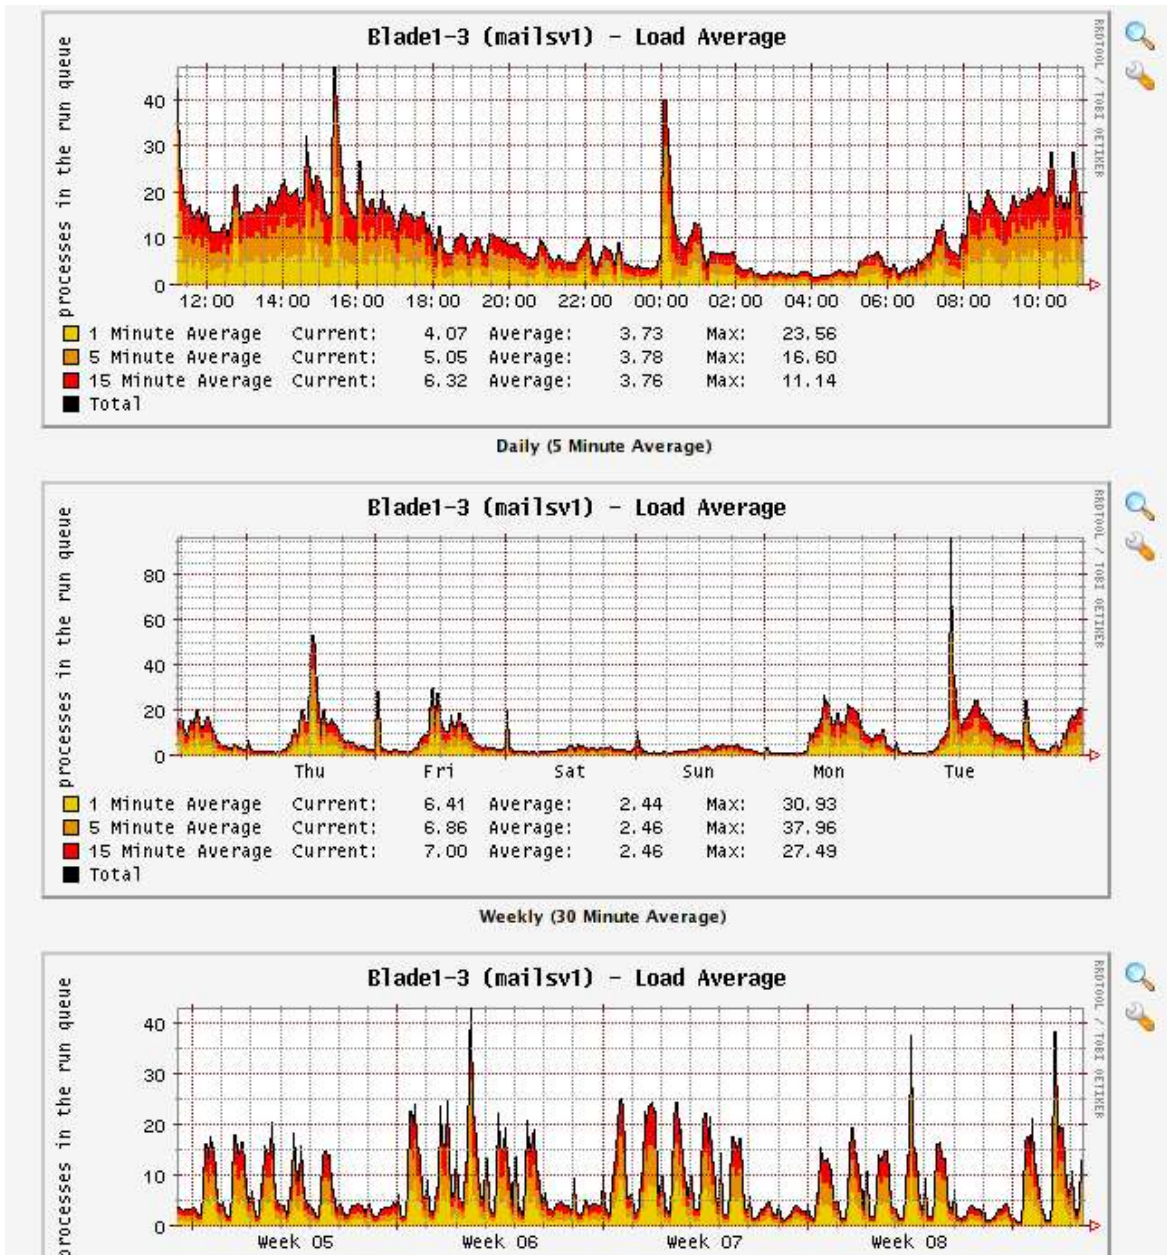 Blade1-3 (mailsv1) - Load Average
processes in the run queue
RRDTOOL / TOBI OETIKER
40
30
20
10
0
12:00 14:00 16:00 18:00 20:00 22:00 00:00 02:00 04:00 06:00 08:00 10:00
1 Minute Average Current: 4.07 Average: 3.73 Max: 23.56
5 Minute Average Current: 5.05 Average: 3.78 Max: 16.60
15 Minute Average Current: 6.32 Average: 3.76 Max: 11.14
Total
Daily (5 Minute Average)
Blade1-3 (mailsv1) - Load Average
processes in the run queue
RRDTOOL / TOBI OETIKER
80
60
40
20
0
Thu Fri Sat Sun Mon Tue
1 Minute Average Current: 6.41 Average: 2.44 Max: 30.93
5 Minute Average Current: 6.86 Average: 2.46 Max: 37.96
15 Minute Average Current: 7.00 Average: 2.46 Max: 27.49
Total
Weekly (30 Minute Average)
Blade1-3 (mailsv1) - Load Average
processes in the run queue
RRDTOOL / TOBI OETIKER
40
30
20
10
0
Week 05 Week 06 Week 07 Week 08